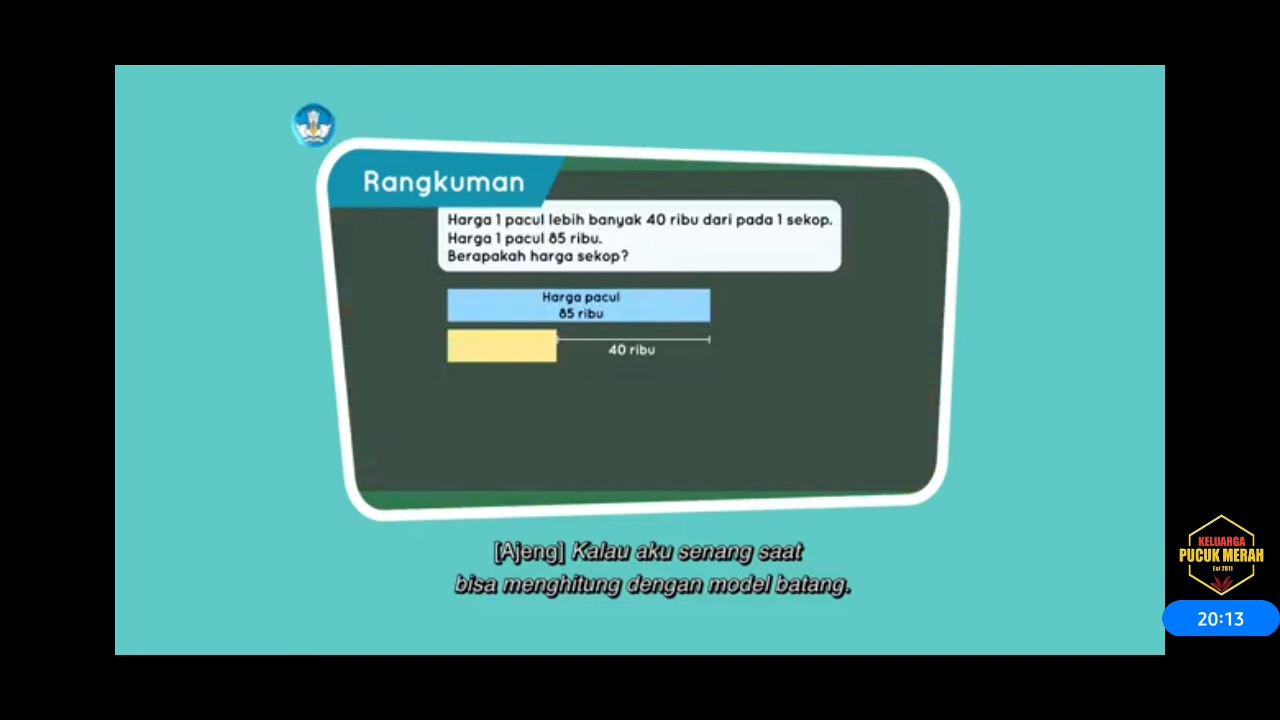 Rangkuman
Harga 1 pacul lebih banyak 40 ribu dari pada 1 sekop.
Harga 1 pacul 85 ribu.
Berapakah harga sekop?
Harga pacul
85 ribu
40 ribu
[Ajeng] Kalau aku senang saat
bisa menghitung dengan model batang.
KELUARGA
PUCUK MERAH
Est 2011
20:13